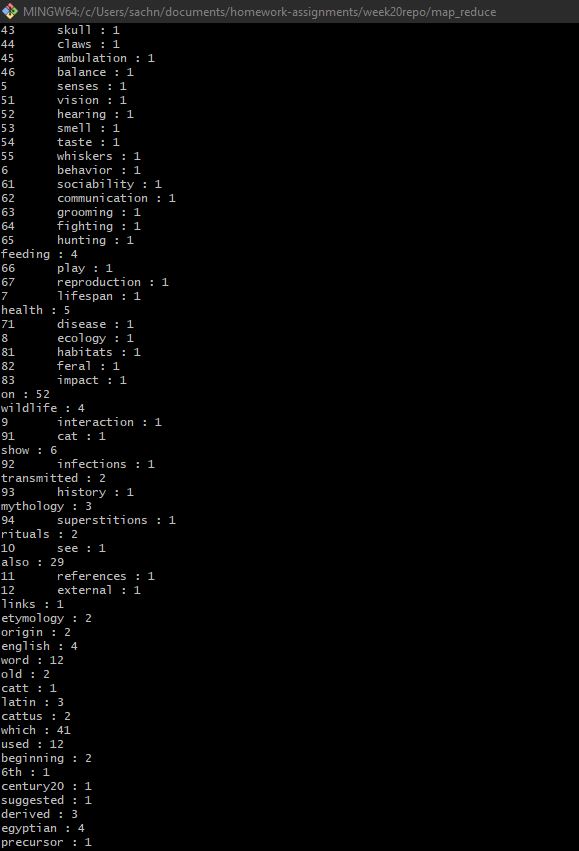 MINGW64:/c/Users/sachn/documents/homework-assignments/week20repo/map_reduce
43 skull : 1
44 claws : 1
45 ambulation : 1
46 balance : 1
5 senses : 1
51 vision : 1
52 hearing : 1
53 smell : 1
54 taste : 1
55 whiskers : 1
6 behavior : 1
61 sociability : 1
62 communication : 1
63 grooming : 1
64 fighting : 1
65 hunting : 1
feeding : 4
66 play : 1
67 reproduction : 1
7 lifespan : 1
health : 5
71 disease : 1
8 ecology : 1
81 habitats : 1
82 feral : 1
83 impact : 1
on : 52
wildlife : 4
9 interaction : 1
91 cat : 1
show : 6
92 infections : 1
transmitted : 2
93 history : 1
mythology : 3
94 superstitions : 1
rituals : 2
10 see : 1
also : 29
11 references : 1
12 external : 1
links : 1
etymology : 2
origin : 2
english : 4
word : 12
old : 2
catt : 1
latin : 3
cattus : 2
which : 41
used : 12
beginning : 2
6th : 1
century20 : 1
suggested : 1
derived : 3
egyptian : 4
precursor : 1